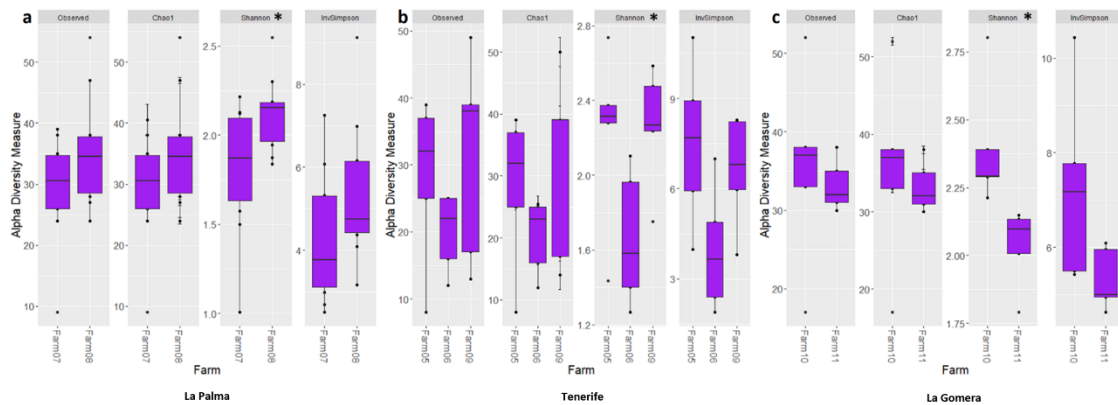 a
Observed
Chao1
Shannon *
InvSimpson
Alpha Diversity Measure
50
40
30
20
10
50
40
30
20
10
2.5
2.0
1.5
1.0
8
6
4
Farm07
Farm08
Farm07
Farm08
Farm07
Farm08
Farm07
Farm08
Farm
La Palma
b
Observed
Chao1
Shannon *
InvSimpson
Alpha Diversity Measure
50
40
30
20
10
50
40
30
20
10
2.8
2.4
2.0
1.6
1.2
9
6
3
Farm05
Farm06
Farm09
Farm05
Farm06
Farm09
Farm05
Farm06
Farm09
Farm05
Farm06
Farm09
Farm
Tenerife
c
Observed
Chao1
Shannon *
InvSimpson
Alpha Diversity Measure
50
40
30
20
50
40
30
20
2.75
2.50
2.25
2.00
1.75
10
8
6
Farm10
Farm11
Farm10
Farm11
Farm10
Farm11
Farm10
Farm11
Farm
La Gomera